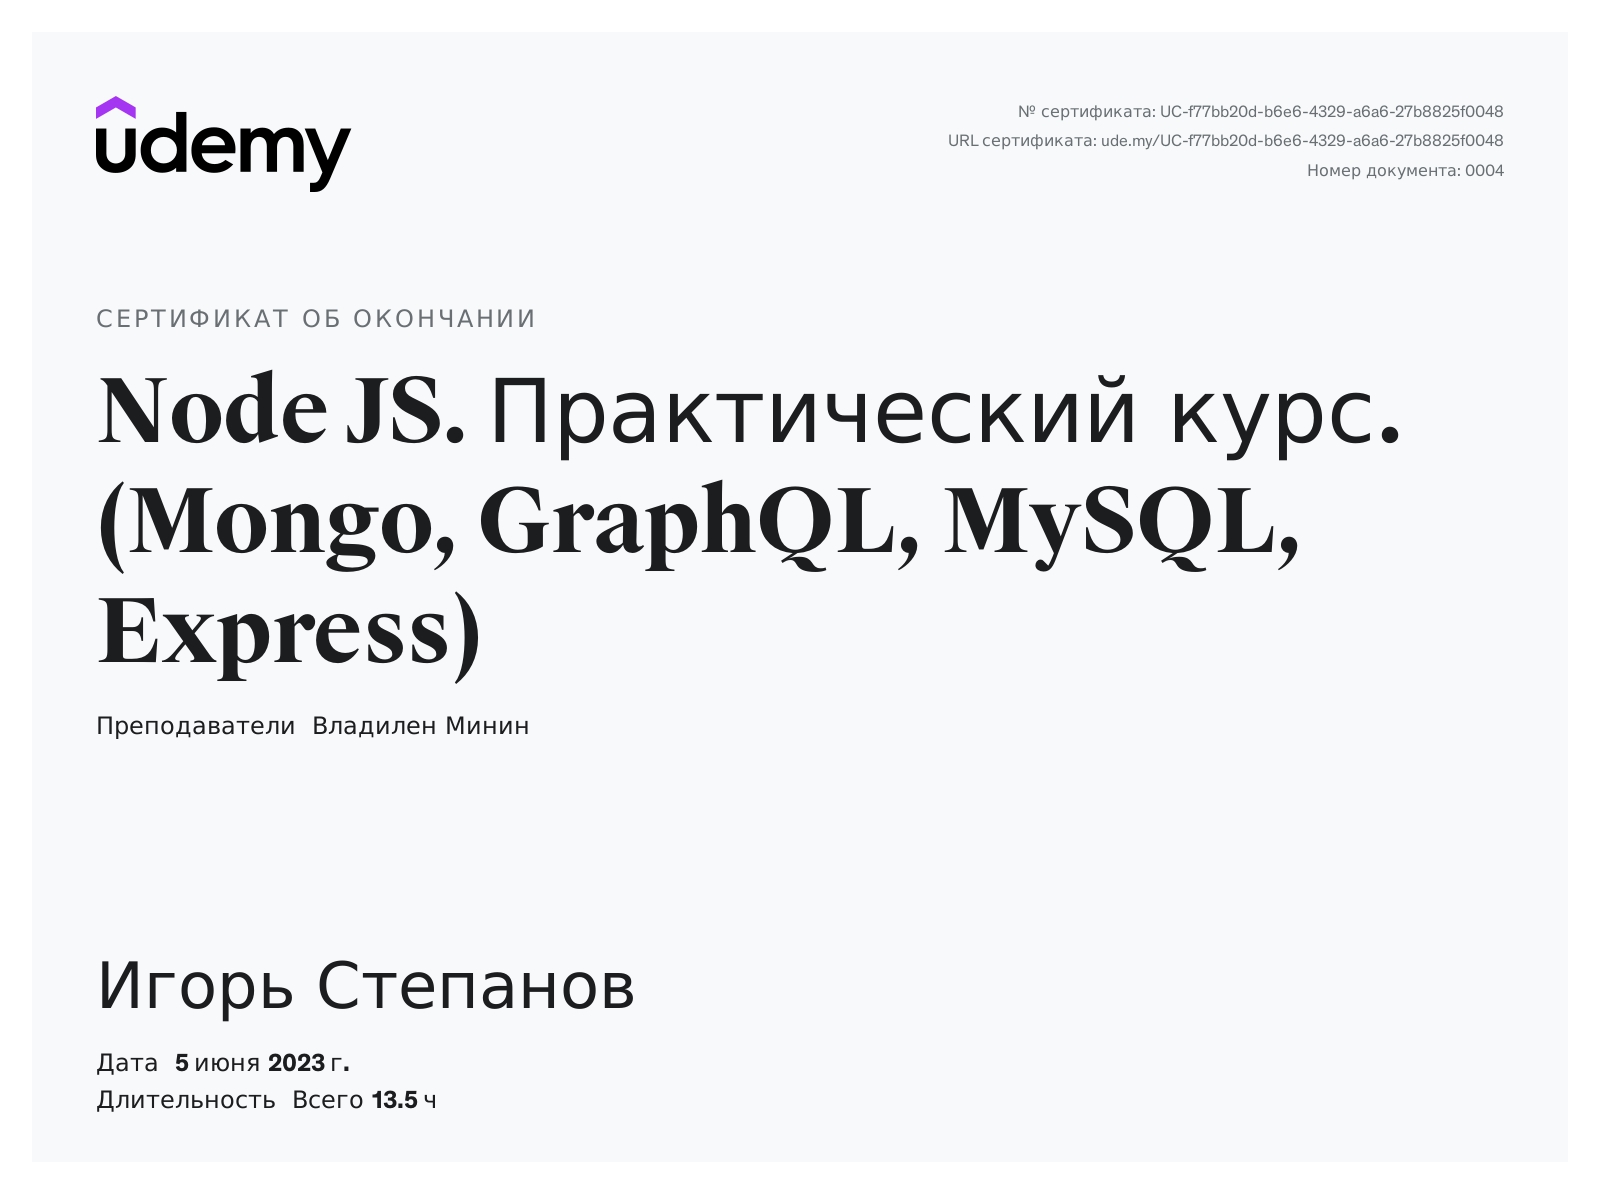 udemy
№ сертификата: UC-f77bb20d-b6e6-4329-a6a6-27b8825f0048
URL сертификата: ude.my/UC-f77bb20d-b6e6-4329-a6a6-27b8825f0048
Номер документа: 0004
СЕРТИФИКАТ ОБ ОКОНЧАНИИ
Node JS. Практический курс.
(Mongo, GraphQL, MySQL,
Express)
Преподаватели Владилен Минин
Игорь Степанов
Дата 5 июня 2023 г.
Длительность Всего 13.5 ч